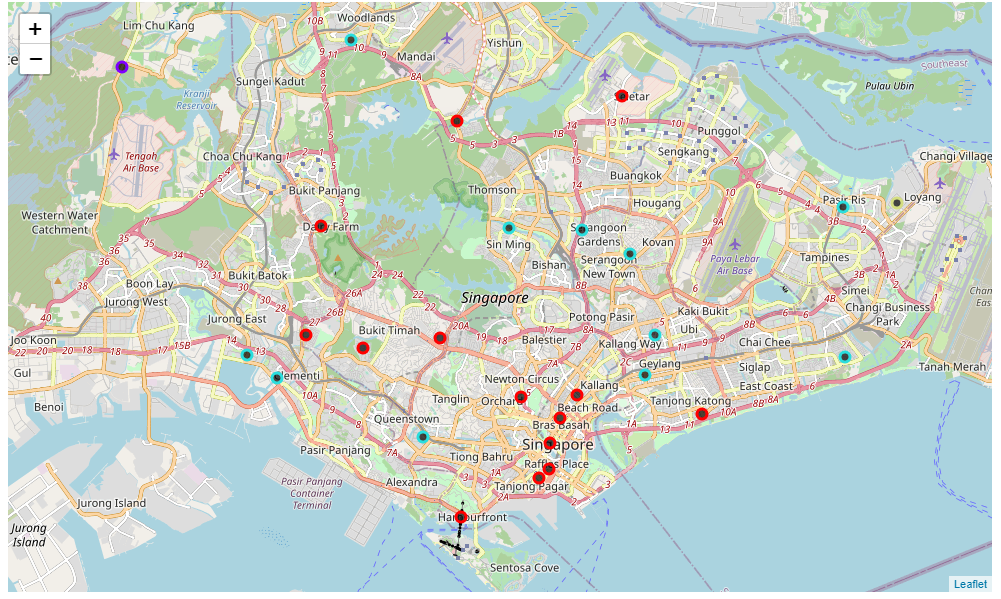 +
−
Lim Chu Kang
Woodlands
10B
Mandai
Yishun
Southeast
Sungei Kadut
Kranji
Reservoir
8A
Pulau Ubin
Punggol
Tengah
Air Base
Choa Chu Kang
Sengkang
Changi Village
Bukit Panjang
Thomson
Buangkok
Hougang
Pasir Ris
Loyang
Western Water
Catchment
Dairy Farm
Sin Ming
Serangoon
Gardens
Kovan
Bishan
Serangoon
New Town
Paya Lebar
Air Base
Tampines
Boon Lay
Bukit Batok
Jurong West
Singapore
Simei
Changi Business
Park
Jurong East
Bukit Timah
Balestier
Potong Pasir
Kaki Bukit
Ubi
Kallang Way
Chai Chee
Joo Koon
Gul
Clementi
Newton Circus
Geylang
Siglap
Tanah Merah
Benoi
Tanglin
Orchard
Kallang
East Coast
Beach Road
Tanjong Katong
Queenstown
Bras Basah
Singapore
Pasir Panjang
Tiong Bahru
Raffles Place
Alexandra
Tanjong Pagar
Pasir Panjang
Container
Terminal
Jurong Island
Harbourfront
Jurong
Island
Sentosa Cove
Leaflet